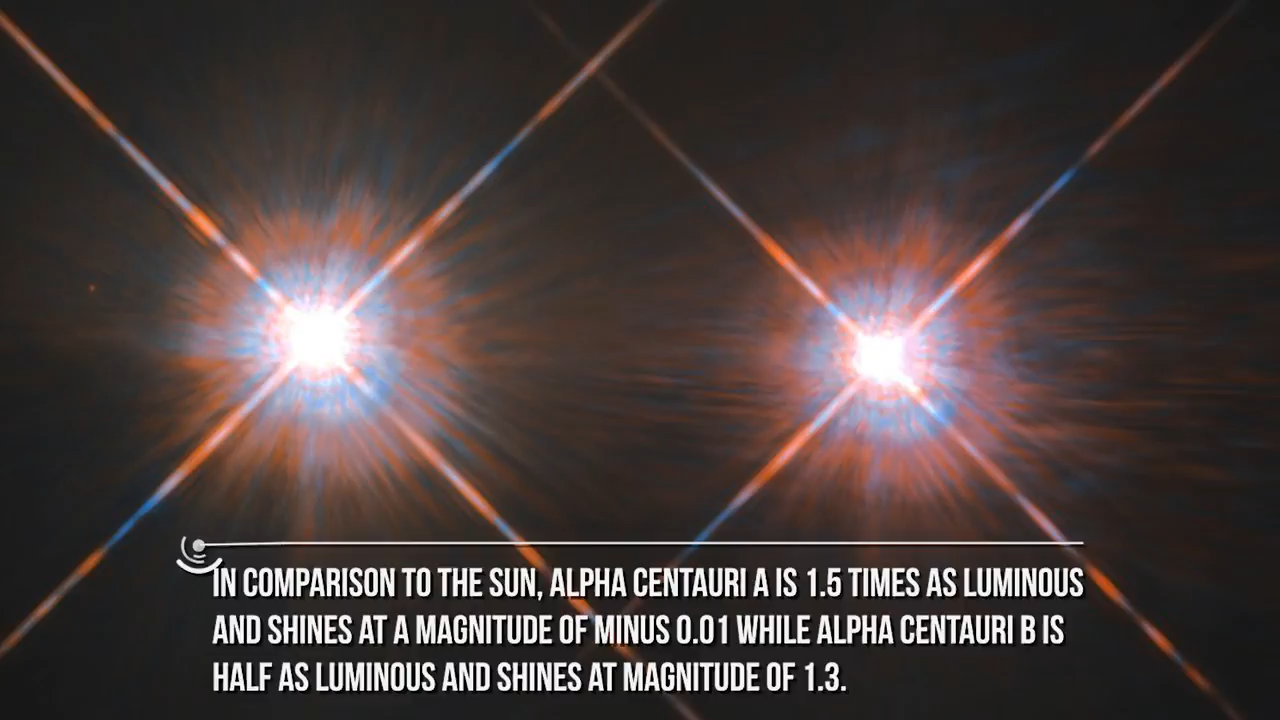 IN COMPARISON TO THE SUN, ALPHA CENTAURI A IS 1.5 TIMES AS LUMINOUS
AND SHINES AT A MAGNITUDE OF MINUS 0.01 WHILE ALPHA CENTAURI B IS
HALF AS LUMINOUS AND SHINES AT MAGNITUDE OF 1.3.